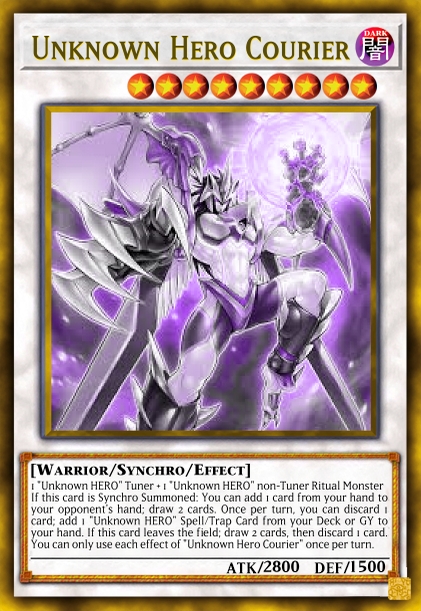 Unknown Hero Courier
DARK
闇
[Warrior/Synchro/Effect]
1 "Unknown HERO" Tuner + 1 "Unknown HERO" non-Tuner Ritual Monster
If this card is Synchro Summoned: You can add 1 card from your hand to
your opponent's hand; draw 2 cards. Once per turn, you can discard 1
card; add 1 "Unknown HERO" Spell/Trap Card from your Deck or GY to
your hand. If this card leaves the field; draw 2 cards, then discard 1 card.
You can only use each effect of "Unknown Hero Courier" once per turn.
ATK/2800 DEF/1500